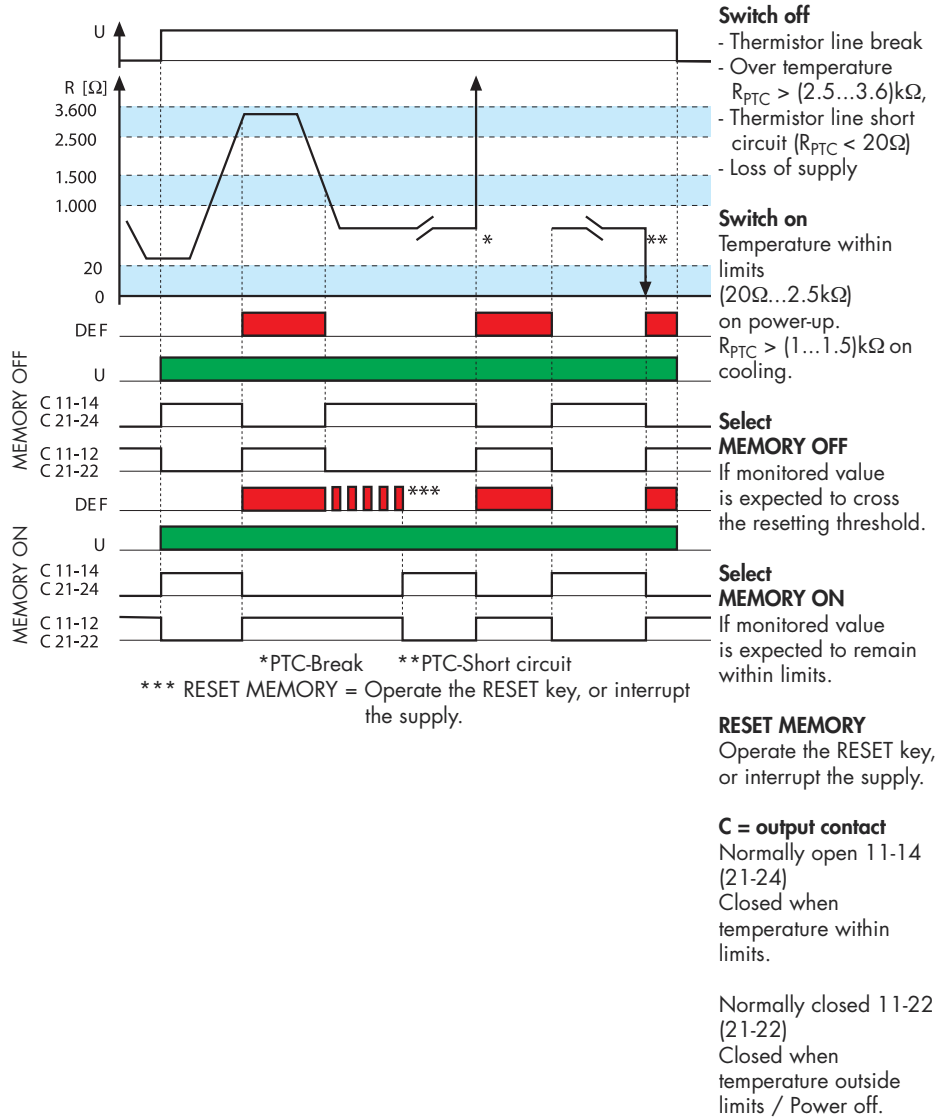 U
R [Ω]
3.600
2.500
1.500
1.000
20
0
*
**
DEF
U
C 11-14
C 21-24
C 11-12
C 21-22
MEMORY OFF
DEF
***
U
C 11-14
C 21-24
C 11-12
C 21-22
MEMORY ON
*PTC-Break **PTC-Short circuit
*** RESET MEMORY = Operate the RESET key, or interrupt
the supply.
Switch off
- Thermistor line break
- Over temperature
RPTC > (2.5...3.6)kΩ,
- Thermistor line short
circuit (RPTC < 20Ω)
- Loss of supply
Switch on
Temperature within
limits
(20Ω...2.5kΩ)
on power-up.
RPTC > (1...1.5)kΩ on
cooling.
Select
MEMORY OFF
If monitored value
is expected to cross
the resetting threshold.
Select
MEMORY ON
If monitored value
is expected to remain
within limits.
RESET MEMORY
Operate the RESET key,
or interrupt the supply.
C = output contact
Normally open 11-14
(21-24)
Closed when
temperature within
limits.
Normally closed 11-22
(21-22)
Closed when
temperature outside
limits / Power off.